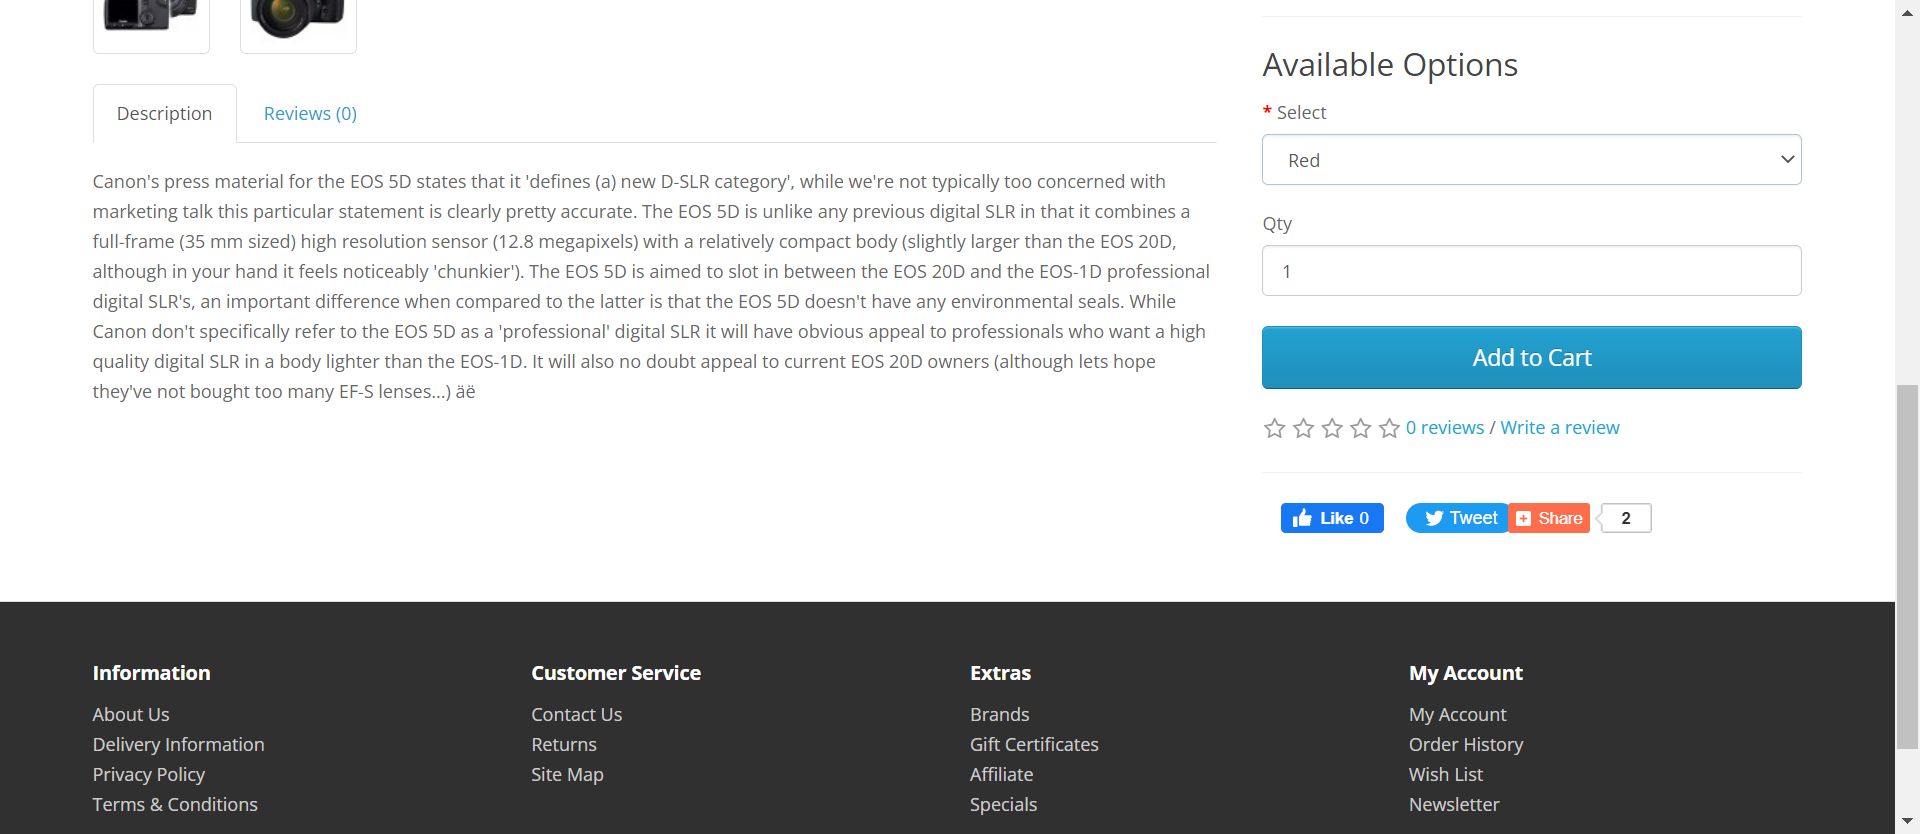 Description
Reviews (0)
Canon's press material for the EOS 5D states that it 'defines (a) new D-SLR category', while we're not typically too concerned with
marketing talk this particular statement is clearly pretty accurate. The EOS 5D is unlike any previous digital SLR in that it combines a
full-frame (35 mm sized) high resolution sensor (12.8 megapixels) with a relatively compact body (slightly larger than the EOS 20D,
although in your hand it feels noticeably 'chunkier'). The EOS 5D is aimed to slot in between the EOS 20D and the EOS-1D professional
digital SLR's, an important difference when compared to the latter is that the EOS 5D doesn't have any environmental seals. While
Canon don't specifically refer to the EOS 5D as a 'professional' digital SLR it will have obvious appeal to professionals who want a high
quality digital SLR in a body lighter than the EOS-1D. It will also no doubt appeal to current EOS 20D owners (although lets hope
they've not bought too many EF-S lenses...) äë
Available Options
* Select
Red
Qty
1
Add to Cart
0 reviews / Write a review
Like 0
Tweet
Share
2
Information
About Us
Delivery Information
Privacy Policy
Terms & Conditions
Customer Service
Contact Us
Returns
Site Map
Extras
Brands
Gift Certificates
Affiliate
Specials
My Account
My Account
Order History
Wish List
Newsletter